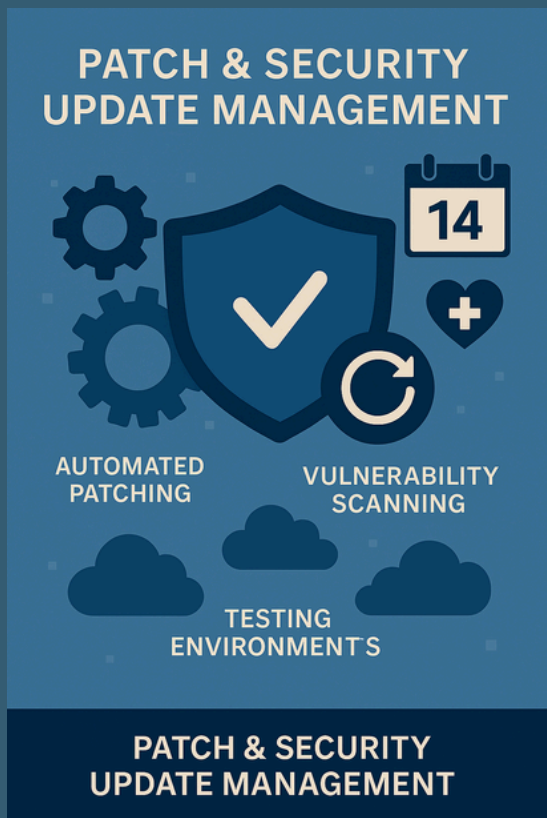 PATCH & SECURITY
UPDATE MANAGEMENT
14
AUTOMATED
PATCHING
VULNERABILITY
SCANNING
TESTING
ENVIRONMENT'S
PATCH & SECURITY
UPDATE MANAGEMENT